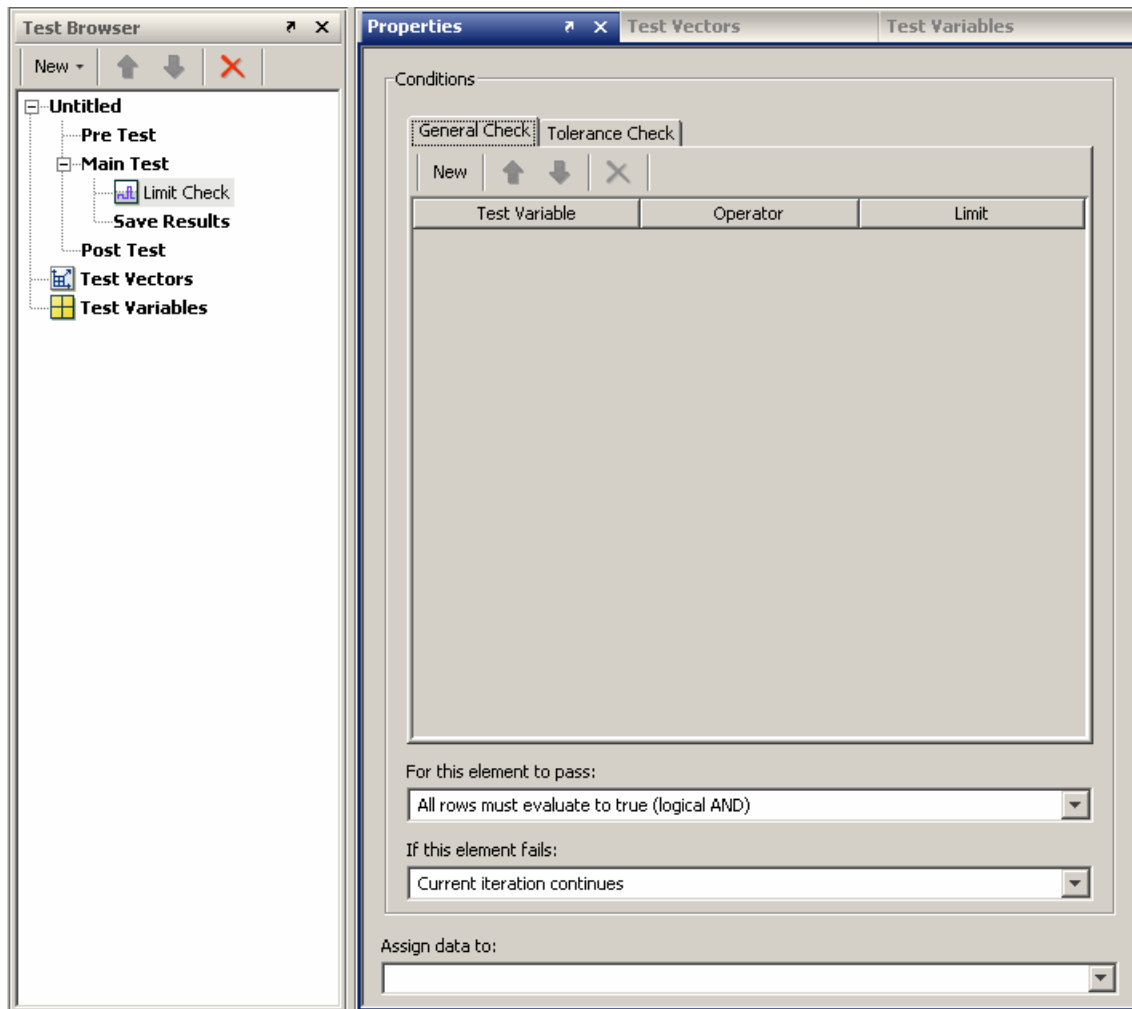 Test Browser
New
Untitled
Pre Test
Main Test
Limit Check
Save Results
Post Test
Test Vectors
Test Variables
Properties
Test Vectors
Test Variables
Conditions
General Check
Tolerance Check
New
Test Variable
Operator
Limit
For this element to pass:
All rows must evaluate to true (logical AND)
If this element fails:
Current iteration continues
Assign data to: